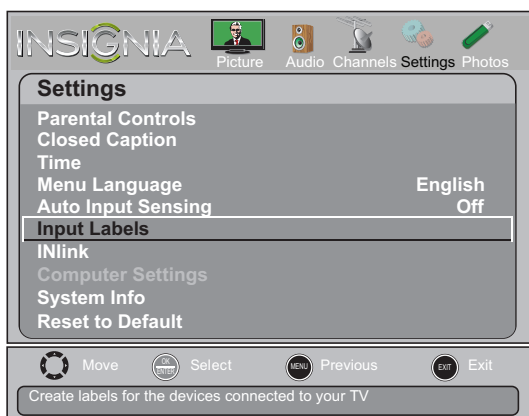 INSIGNIA
Picture Audio Channels Settings Photos
Settings
Parental Controls
Closed Caption
Time
Menu Language English
Auto Input Sensing Off
Input Labels
INlink
Computer Settings
System Info
Reset to Default
Move OK ENTER Select MENU Previous EXIT Exit
Create labels for the devices connected to your TV